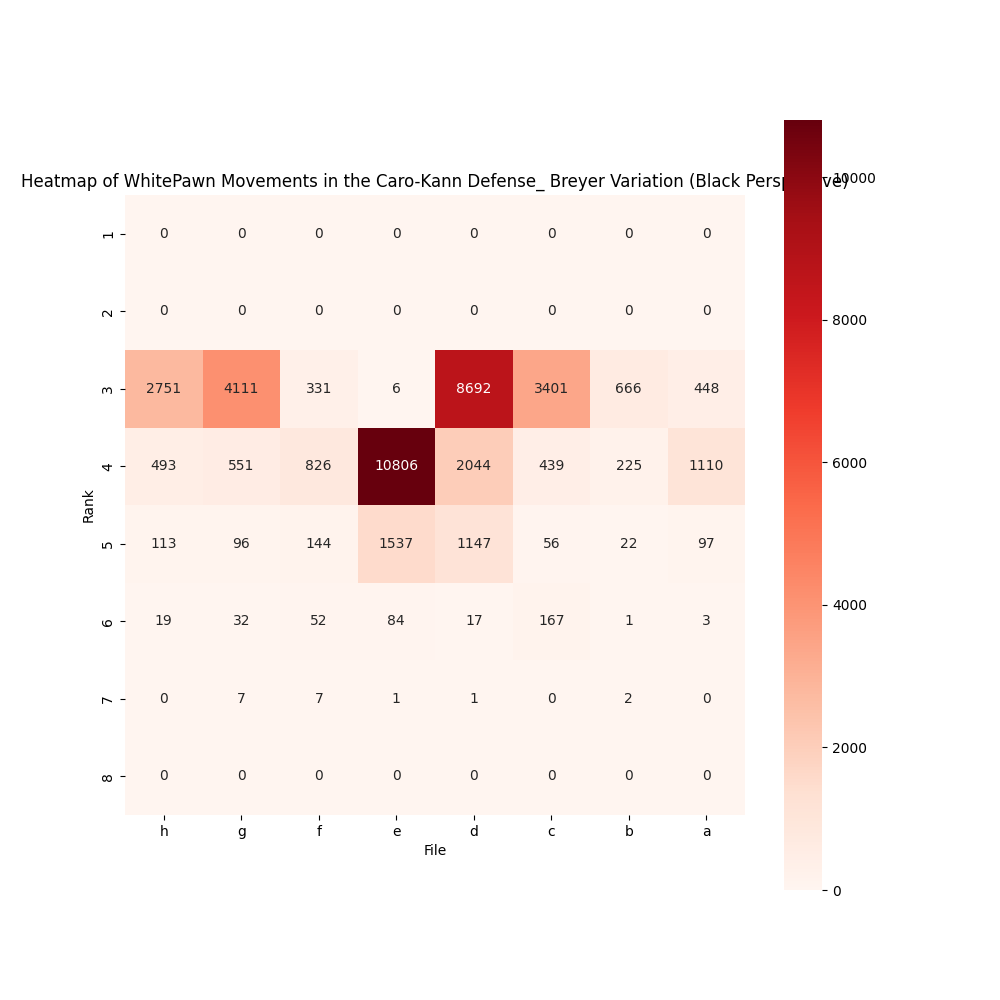 Heatmap of WhitePawn Movements in the Caro-Kann Defense_ Breyer Variation (Black Persp ve)
10000
1 0 0 0 0 0 0 0 0
2 0 0 0 0 0 0 0 0
8000
3 2751 4111 331 6 8692 3401 666 448
4 493 551 826 10806 2044 439 225 1110
6000
Rank
5 113 96 144 1537 1147 56 22 97
4000
6 19 32 52 84 17 167 1 3
7 0 7 7 1 1 0 2 0
2000
8 0 0 0 0 0 0 0 0
h g f e d c b a
File
0